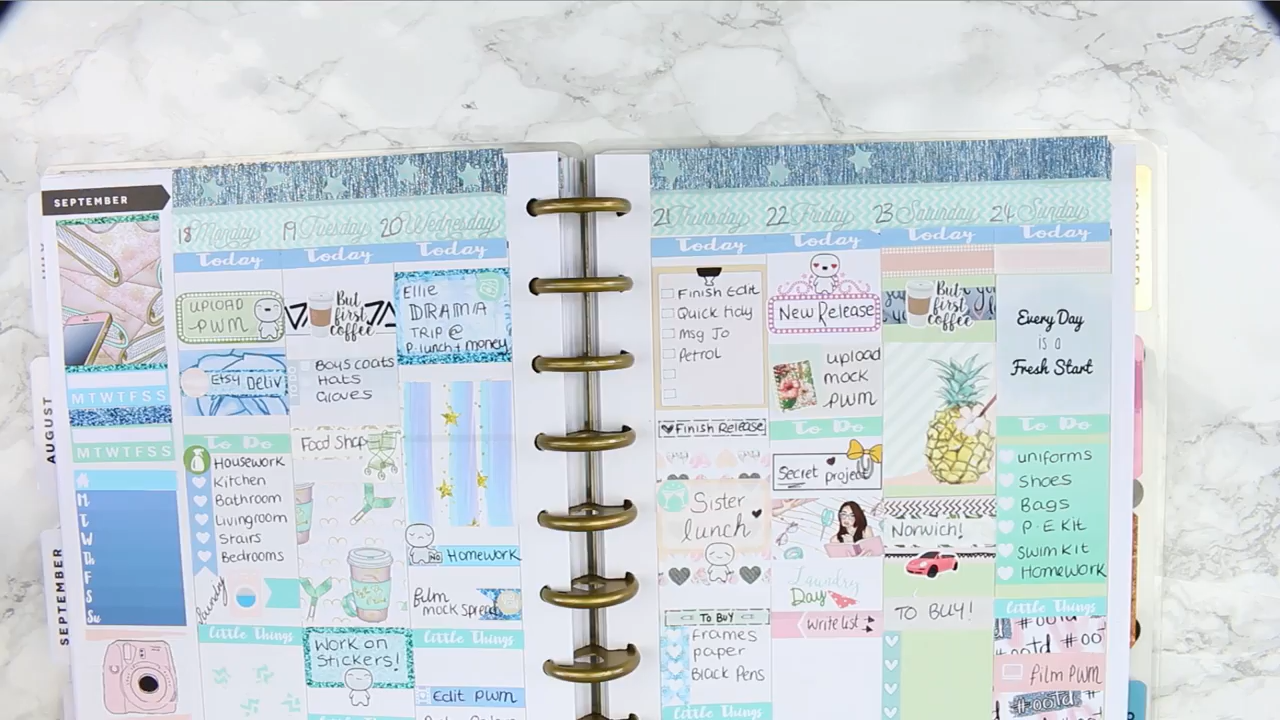 SEPTEMBER
18 Monday
19 Tuesday
20 Wednesday
21 Thursday
22 Friday
23 Saturday
24 Sunday
Today
Today
Today
Today
Today
Today
Today
MTWTFSS
MTWTFSS
M
T
W
Th
F
S
Su
AUGUST
SEPTEMBER
UPLOAD
PWM
Etsy Deliv
To Do
Housework
Kitchen
Bathroom
Livingroom
Stairs
Bedrooms
Laundry
Little Things
But
first
coffee
Boys coats
Hats
Gloves
Food Shop
Work on
Stickers!
Ellie
DRAMA
TRIP @
P. lunch + money
Homework
film
mock spread
Little Things
Edit PWM
Finish Edit
Quick tidy
Msg Jo
Petrol
Finish Release
Sister
lunch
TO BUY
frames
paper
Black Pens
Little Things
New Release
upload
mock
PWM
To Do
Secret project
Laundry
Day
write list
But
first
coffee
Norwich!
TO BUY!
Every Day
is a
Fresh Start
To Do
uniforms
Shoes
Bags
P.E Kit
Swim Kit
Homework
Little Things
#ootd #oo
ootd #oo
film PWM
#ootd